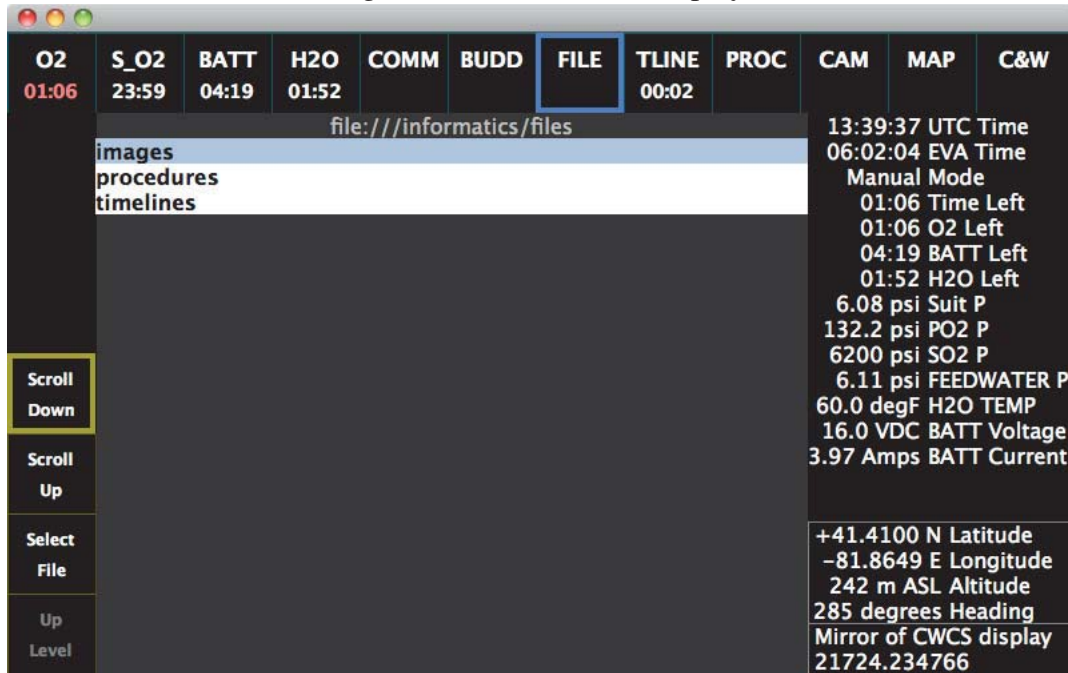 O2 S_O2 BATT H2O COMM BUDD FILE TLINE PROC CAM MAP C&W
01:06 23:59 04:19 01:52 00:02
file:///informatics/files
images
procedures
timelines
Scroll
Down
Scroll
Up
Select
File
Up
Level
13:39:37 UTC Time
06:02:04 EVA Time
Manual Mode
01:06 Time Left
01:06 O2 Left
04:19 BATT Left
01:52 H2O Left
6.08 psi Suit P
132.2 psi PO2 P
6200 psi SO2 P
6.11 psi FEEDWATER P
60.0 degF H2O TEMP
16.0 VDC BATT Voltage
3.97 Amps BATT Current
+41.4100 N Latitude
-81.8649 E Longitude
242 m ASL Altitude
285 degrees Heading
Mirror of CWCS display
21724.234766